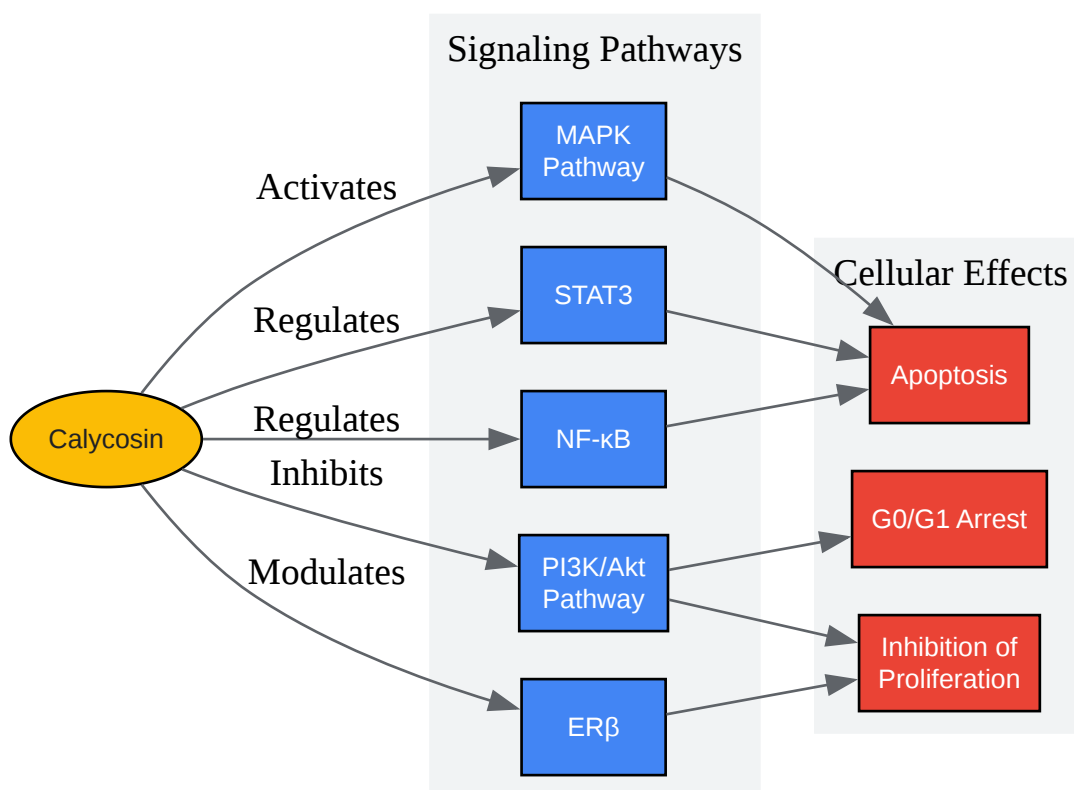 Signaling Pathways
MAPK
Pathway
Activates
Cellular Effects
STAT3
Regulates
Apoptosis
Regulates
Calycosin
NF-κB
Inhibits
G0/G1 Arrest
PI3K/Akt
Pathway
Modulates
Inhibition of
Proliferation
ERβ